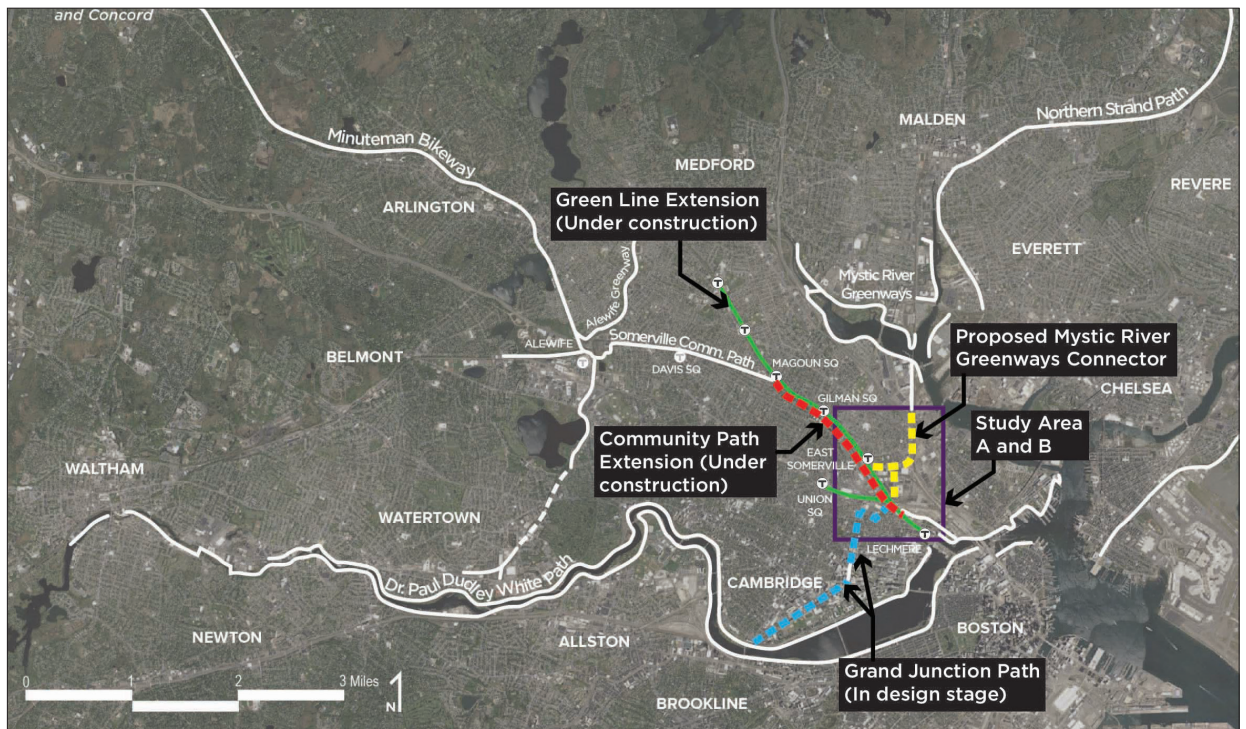 and Concord
Minuteman Bikeway
ARLINGTON
MEDFORD
MALDEN
Northern Strand Path
REVERE
EVERETT
Green Line Extension
(Under construction)
Alewife Greenway
Mystic River
Greenways
BELMONT
ALEWIFE
Somerville Comm. Path
DAVIS SQ
MAGOUN SQ
Proposed Mystic River
Greenways Connector
CHELSEA
GILMAN SQ
Study Area
A and B
Community Path
Extension (Under
construction)
EAST
SOMERVILLE
UNION
SQ
LECHMERE
WALTHAM
WATERTOWN
Dr. Paul Dudley White Path
CAMBRIDGE
NEWTON
ALLSTON
BOSTON
Grand Junction Path
(In design stage)
BROOKLINE
0 1 2 3 Miles
N
T
T
T
T
T
T
T
T
T